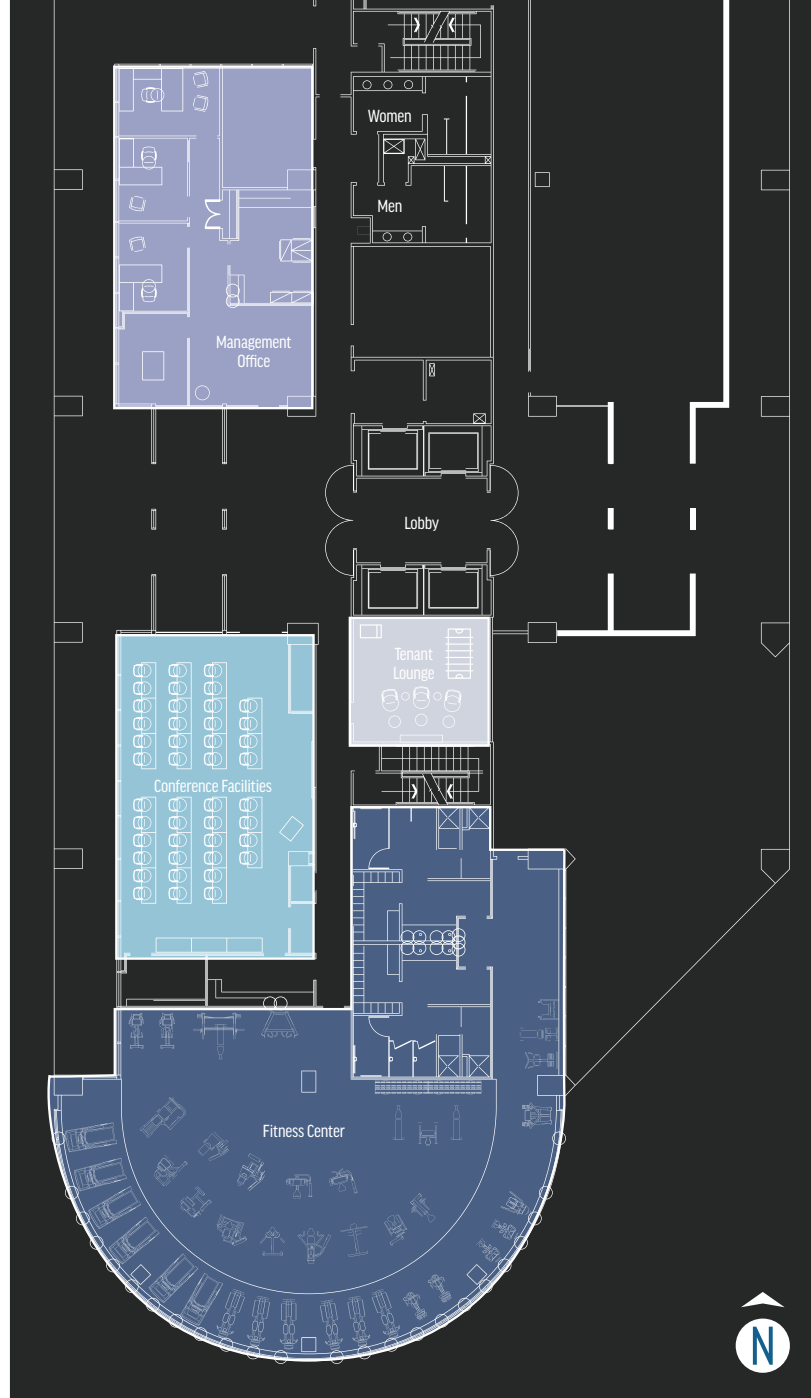 Women
Men
Management
Office
Lobby
Tenant
Lounge
Conference Facilities
Fitness Center
N